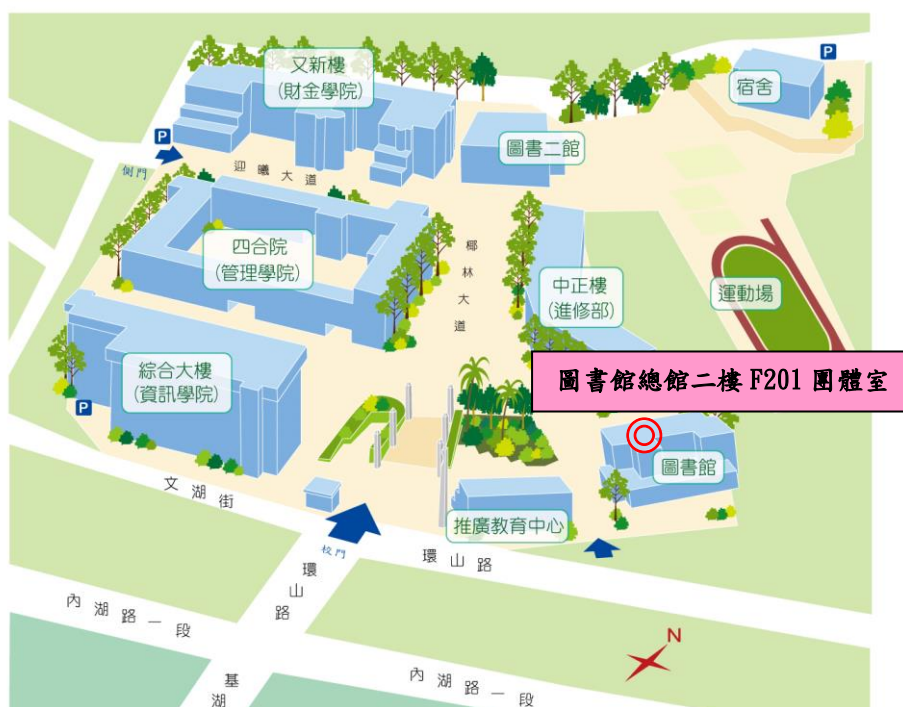 又新樓
(財金學院)
P
宿舍
圖書二館
P
側門
迎曦大道
四合院
(管理學院)
椰林大道
中正樓
(進修部)
運動場
圖書館總館二樓 F201 團體室
綜合大樓
(資訊學院)
P
圖書館
文湖街
推廣教育中心
校門
環山路
環山路
內湖路一段
N
基湖
內湖路一段